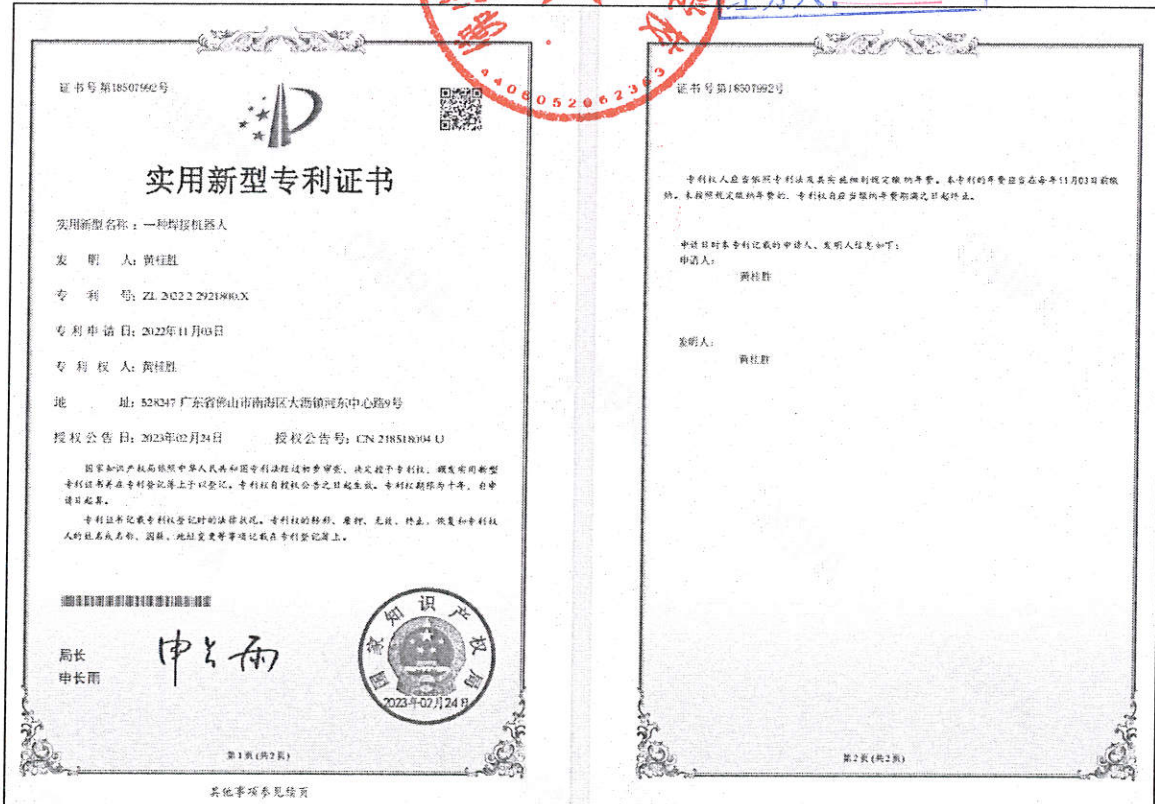 经办人:
4406052062363
证书号第18507992号
实用新型专利证书
实用新型名称:一种焊接机器人
发 明 人:黄桂胜
专 利 号:ZL 2022 2 2921800.X
专利申请日:2022年11月03日
专 利 权 人:黄桂胜
地 址:528247 广东省佛山市南海区大沥镇河东中心路9号
授权公告日:2023年02月24日 授权公告号:CN 218518004 U
国家知识产权局依照中华人民共和国专利法经过初步审查,决定授予专利权,颁发实用新型
专利证书并在专利登记簿上予以登记。专利权自授权公告之日起生效。专利权期限为十年,自申
请日起算。
专利证书记载专利权登记时的法律状况。专利权的转移、质押、无效、终止、恢复和专利权
人的姓名或名称、国籍、地址变更等事项记载在专利登记簿上。
局长
申长雨
申长雨
国家知识产权局
2023年02月24日
第1页(共2页)
其他事项参见续页
证书号第18507992号
专利权人应当依照专利法及其实施细则规定缴纳年费。本专利的年费应当在每年11月03日前缴
纳。未按照规定缴纳年费的,专利权自应当缴纳年费期满之日起终止。
申请日时本专利记载的申请人、发明人信息如下:
申请人:
黄桂胜
发明人:
黄桂胜
第2页(共2页)